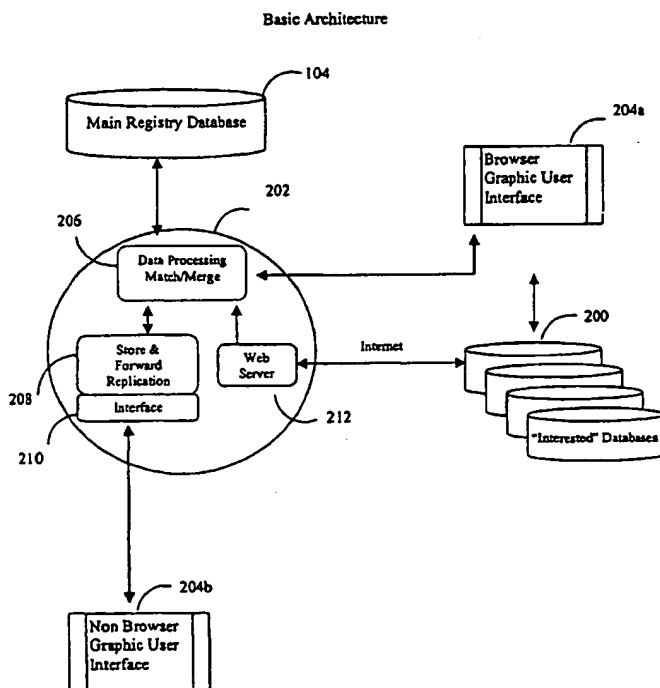 Basic Architecture
104
Main Registry Database
204a
Browser
Graphic User
Interface
202
206
Data Processing
Match/Merge
200
Internet
Store &
Forward
Replication
Web
Server
208
Interface
212
"Interested" Databases
210
204b
Non Browser
Graphic User
Interface